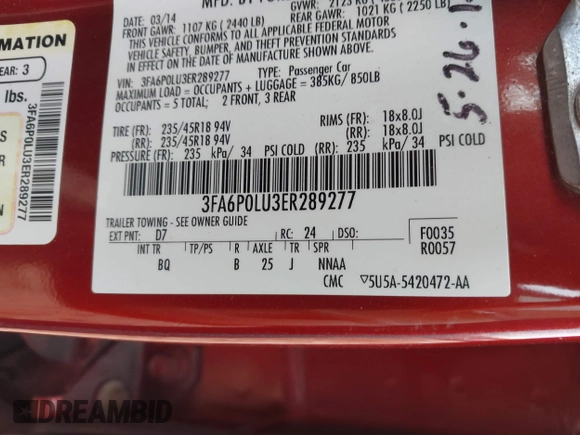 MFD. BY FOR
DATE: 03/14
GVWR: 2123 KG
FRONT GAWR: 1107 KG ( 2440 LB)
REAR GAWR: 1021 KG ( 2250 LB)
THIS VEHICLE CONFORMS TO ALL APPLICABLE FEDERAL MOTOR
VEHICLE SAFETY, BUMPER, AND THEFT PREVENTION STANDARDS
IN EFFECT ON THE DATE OF MANUFACTURE SHOWN ABOVE.
VIN: 3FA6P0LU3ER289277 TYPE: Passenger Car
MAXIMUM LOAD = OCCUPANTS + LUGGAGE = 385KG/ 850LB
OCCUPANTS = 5 TOTAL; 2 FRONT, 3 REAR
TIRE (FR): 235/45R18 94V RIMS (FR): 18x8.0J
(RR): 235/45R18 94V (RR): 18x8.0J
PRESSURE (FR): 235 kPa/ 34 PSI COLD (RR): 235 kPa/ 34 PSI COLD
3FA6P0LU3ER289277
TRAILER TOWING - SEE OWNER GUIDE
EXT PNT: D7 RC: 24 DSO: F0035
R0057
INT TR TP/PS R AXLE TR SPR
BQ B 25 J NNAA
CMC ▽5U5A-5420472-AA
5.26.
RMATION
EAR: 3
lbs.
3FA6P0LU3ER289277
S
ER
N
DREAMBID